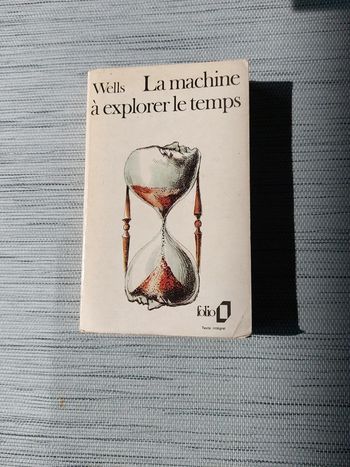 Wells La machine
à explorer le temps
folio
Texte intégral